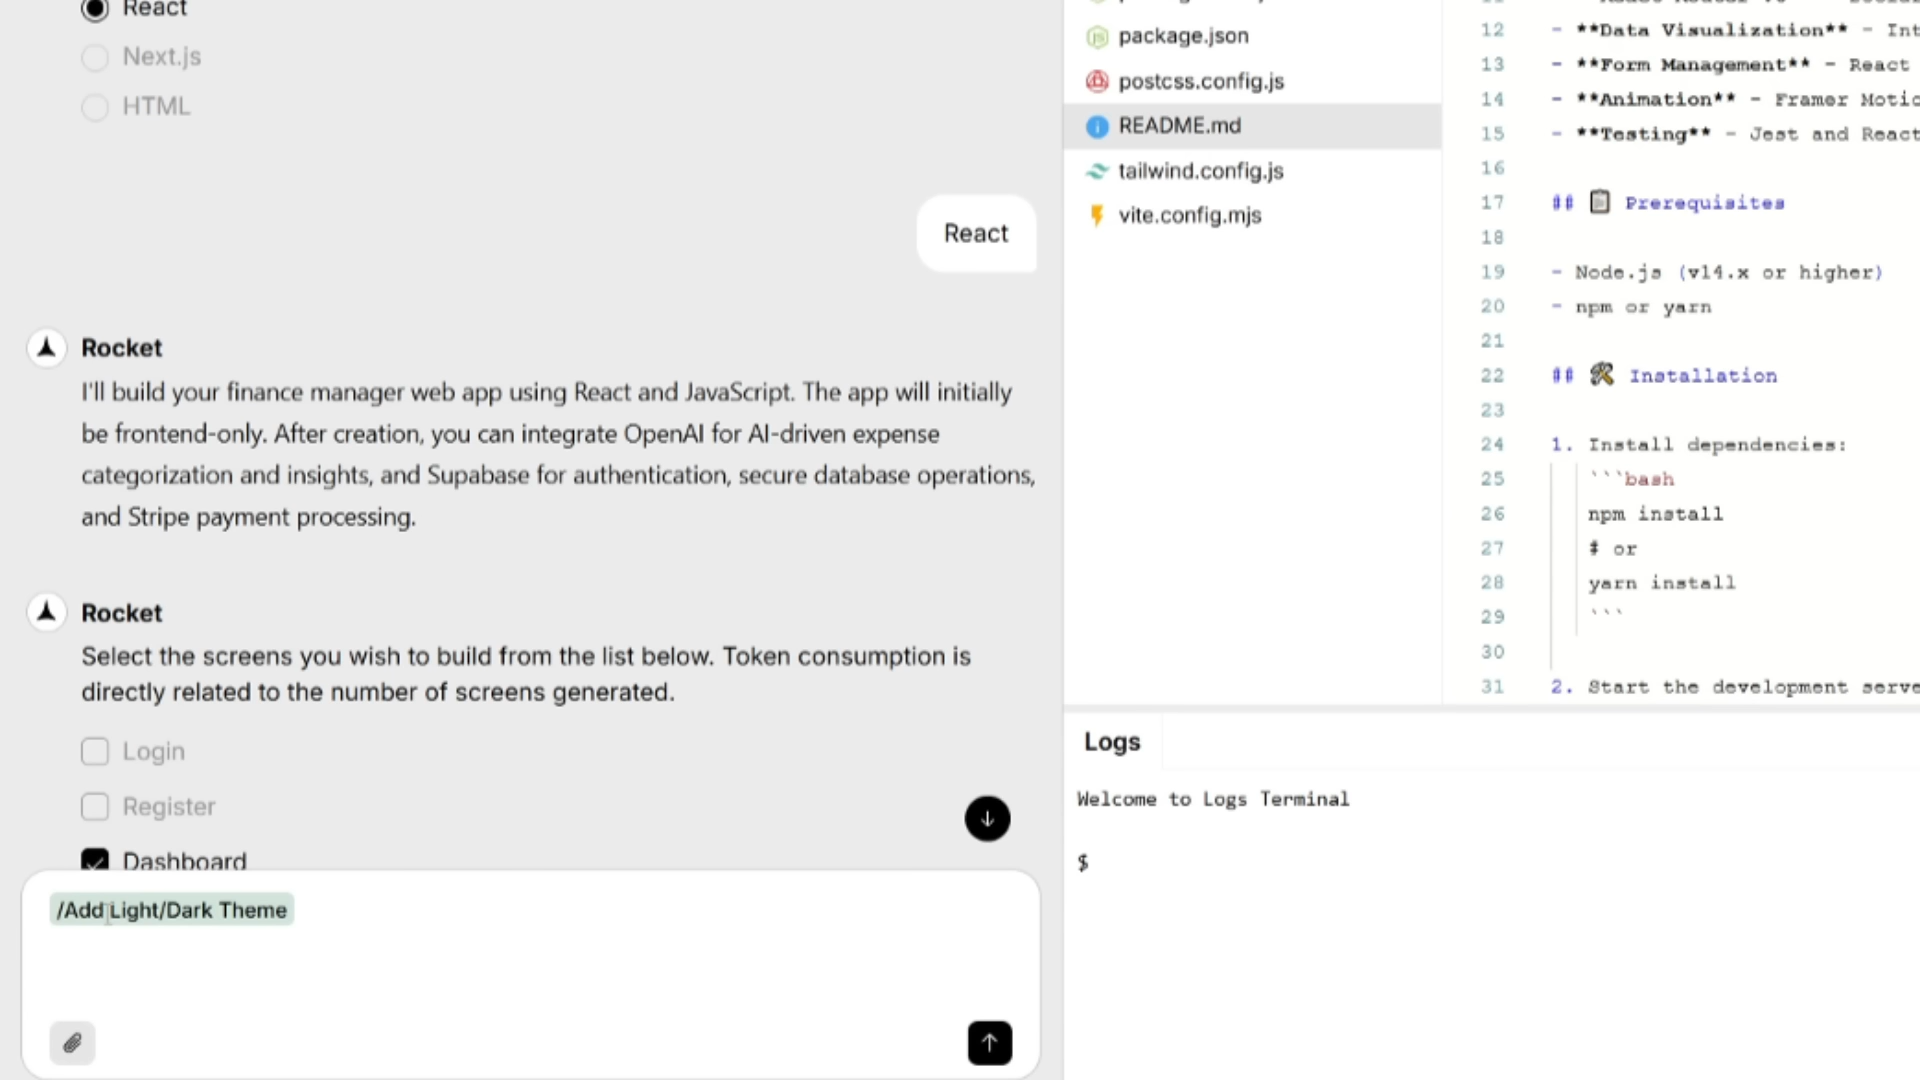 React
Next.js
HTML
React
Rocket
I'll build your finance manager web app using React and JavaScript. The app will initially
be frontend-only. After creation, you can integrate OpenAI for AI-driven expense
categorization and insights, and Supabase for authentication, secure database operations,
and Stripe payment processing.
Rocket
Select the screens you wish to build from the list below. Token consumption is
directly related to the number of screens generated.
Login
Register
Dashboard
/Add Light/Dark Theme
package.json
postcss.config.js
README.md
tailwind.config.js
vite.config.mjs
12 - **Data Visualization** - Int
13 - **Form Management** - React
14 - **Animation** - Framer Motio
15 - **Testing** - Jest and React
16
17 ## 📋 Prerequisites
18
19 - Node.js (v14.x or higher)
20 - npm or yarn
21
22 ## 🛠️ Installation
23
24 1. Install dependencies:
25 ```bash
26 npm install
27 # or
28 yarn install
29 ```
30
31 2. Start the development serve
Logs
Welcome to Logs Terminal
$